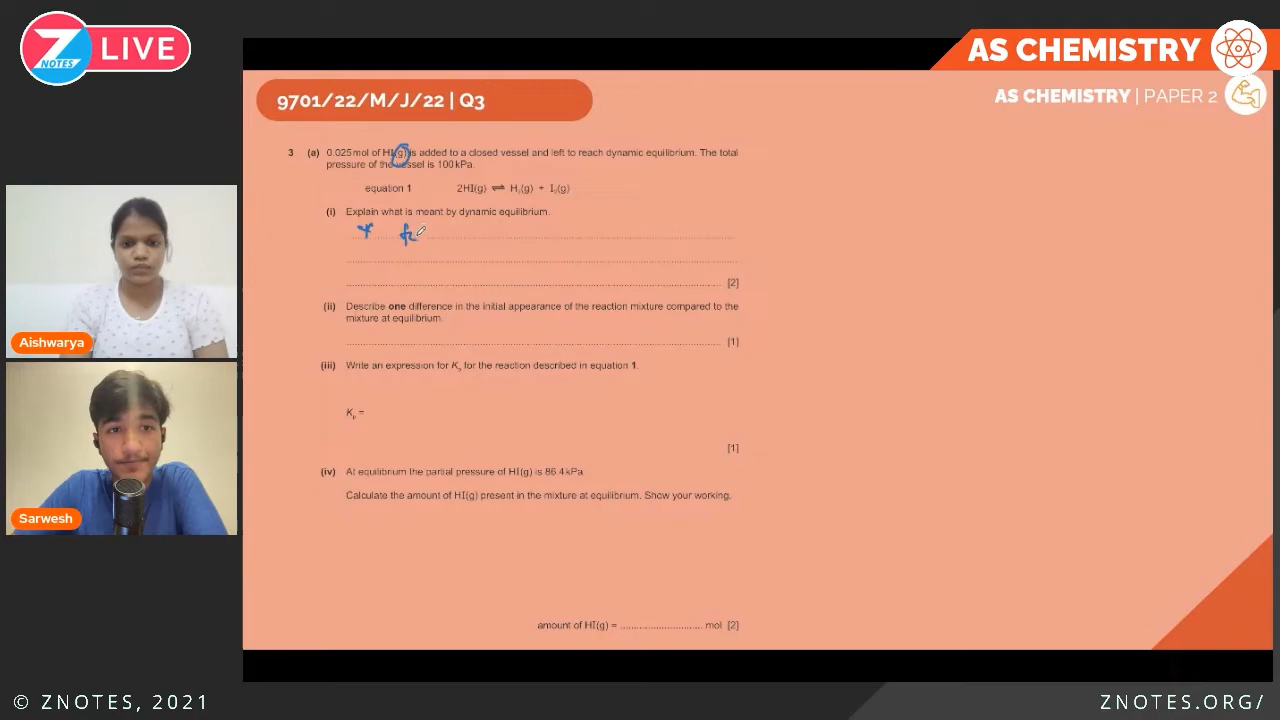 Z NOTES LIVE
AS CHEMISTRY
9701/22/M/J/22 | Q3
AS CHEMISTRY | PAPER 2
3 (a) 0.025 mol of HI(g) is added to a closed vessel and left to reach dynamic equilibrium. The total
pressure of the vessel is 100 kPa.
equation 1 2HI(g) ⇌ H₂(g) + I₂(g)
(i) Explain what is meant by dynamic equilibrium.
[2]
(ii) Describe one difference in the initial appearance of the reaction mixture compared to the
mixture at equilibrium.
[1]
(iii) Write an expression for Kₚ for the reaction described in equation 1.
Kₚ =
[1]
(iv) At equilibrium the partial pressure of HI(g) is 86.4 kPa.
Calculate the amount of HI(g) present in the mixture at equilibrium. Show your working.
amount of HI(g) = .............................. mol [2]
Aishwarya
Sarwesh
© ZNOTES, 2021
ZNOTES.ORG/